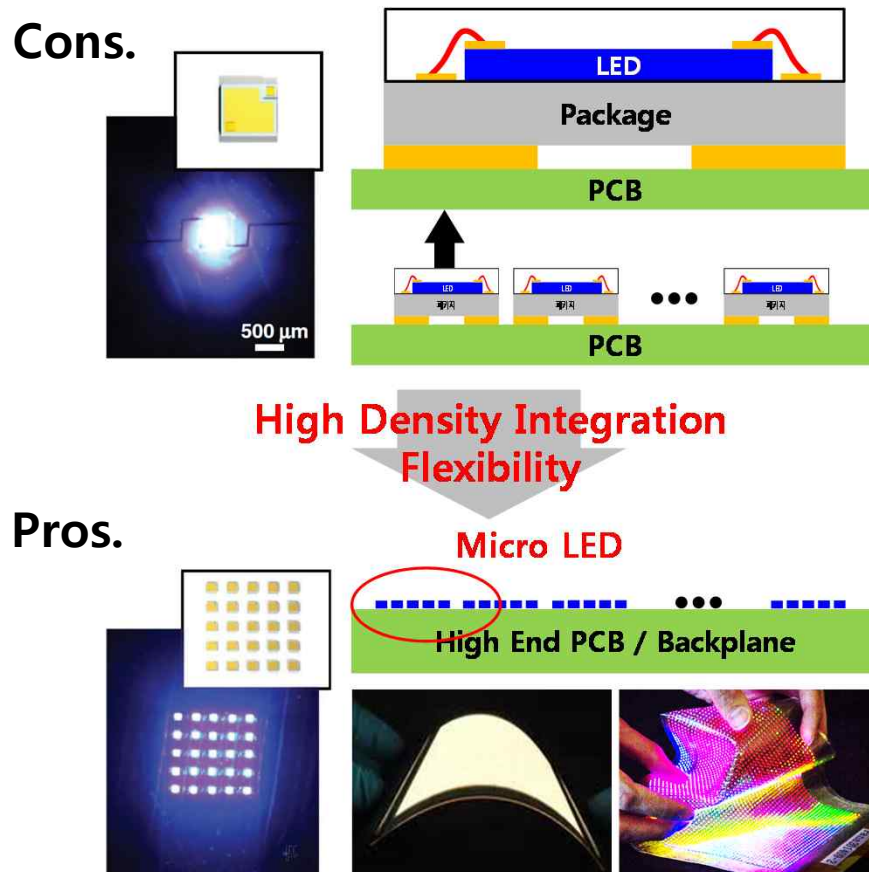 Cons.
LED
Package
PCB
500 μm
LED
LED
LED
패키지
패키지
패키지
PCB
High Density Integration
Flexibility
Pros.
Micro LED
High End PCB / Backplane